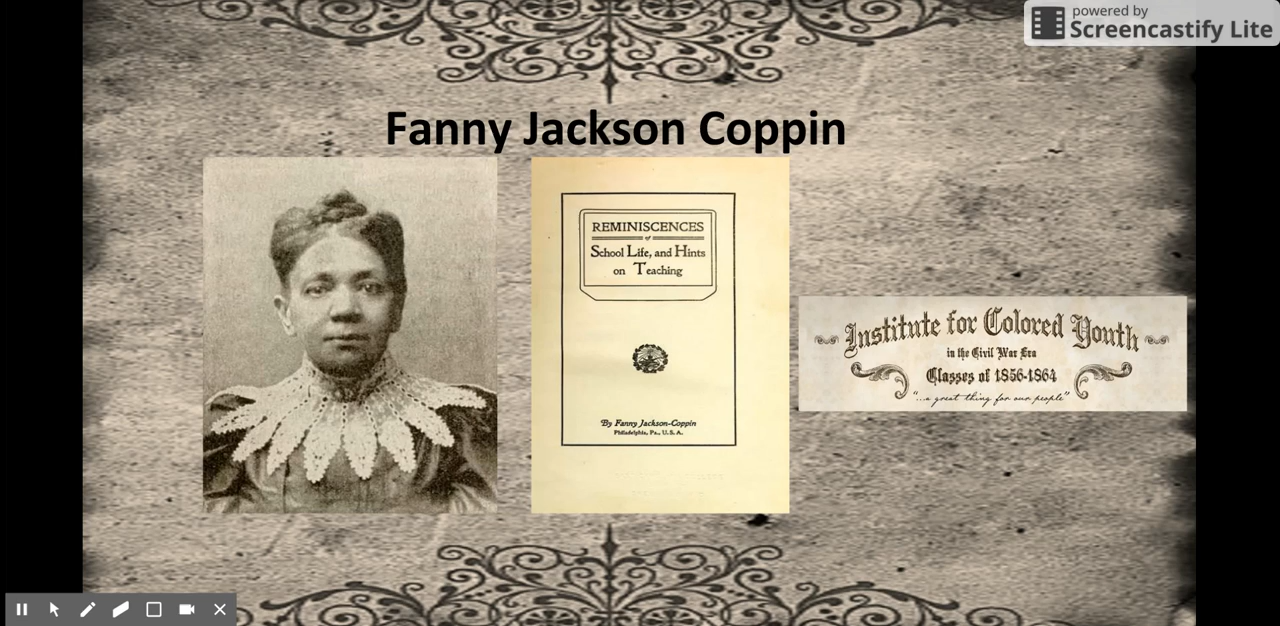 powered by
Screencastify Lite
Fanny Jackson Coppin
REMINISCENCES
of
School Life, and Hints
on Teaching
By Fanny Jackson-Coppin
Philadelphia, Pa., U.S.A.
Institute for Colored Youth
in the Civil War Era
Classes of 1856-1864
"...a great thing for our people"